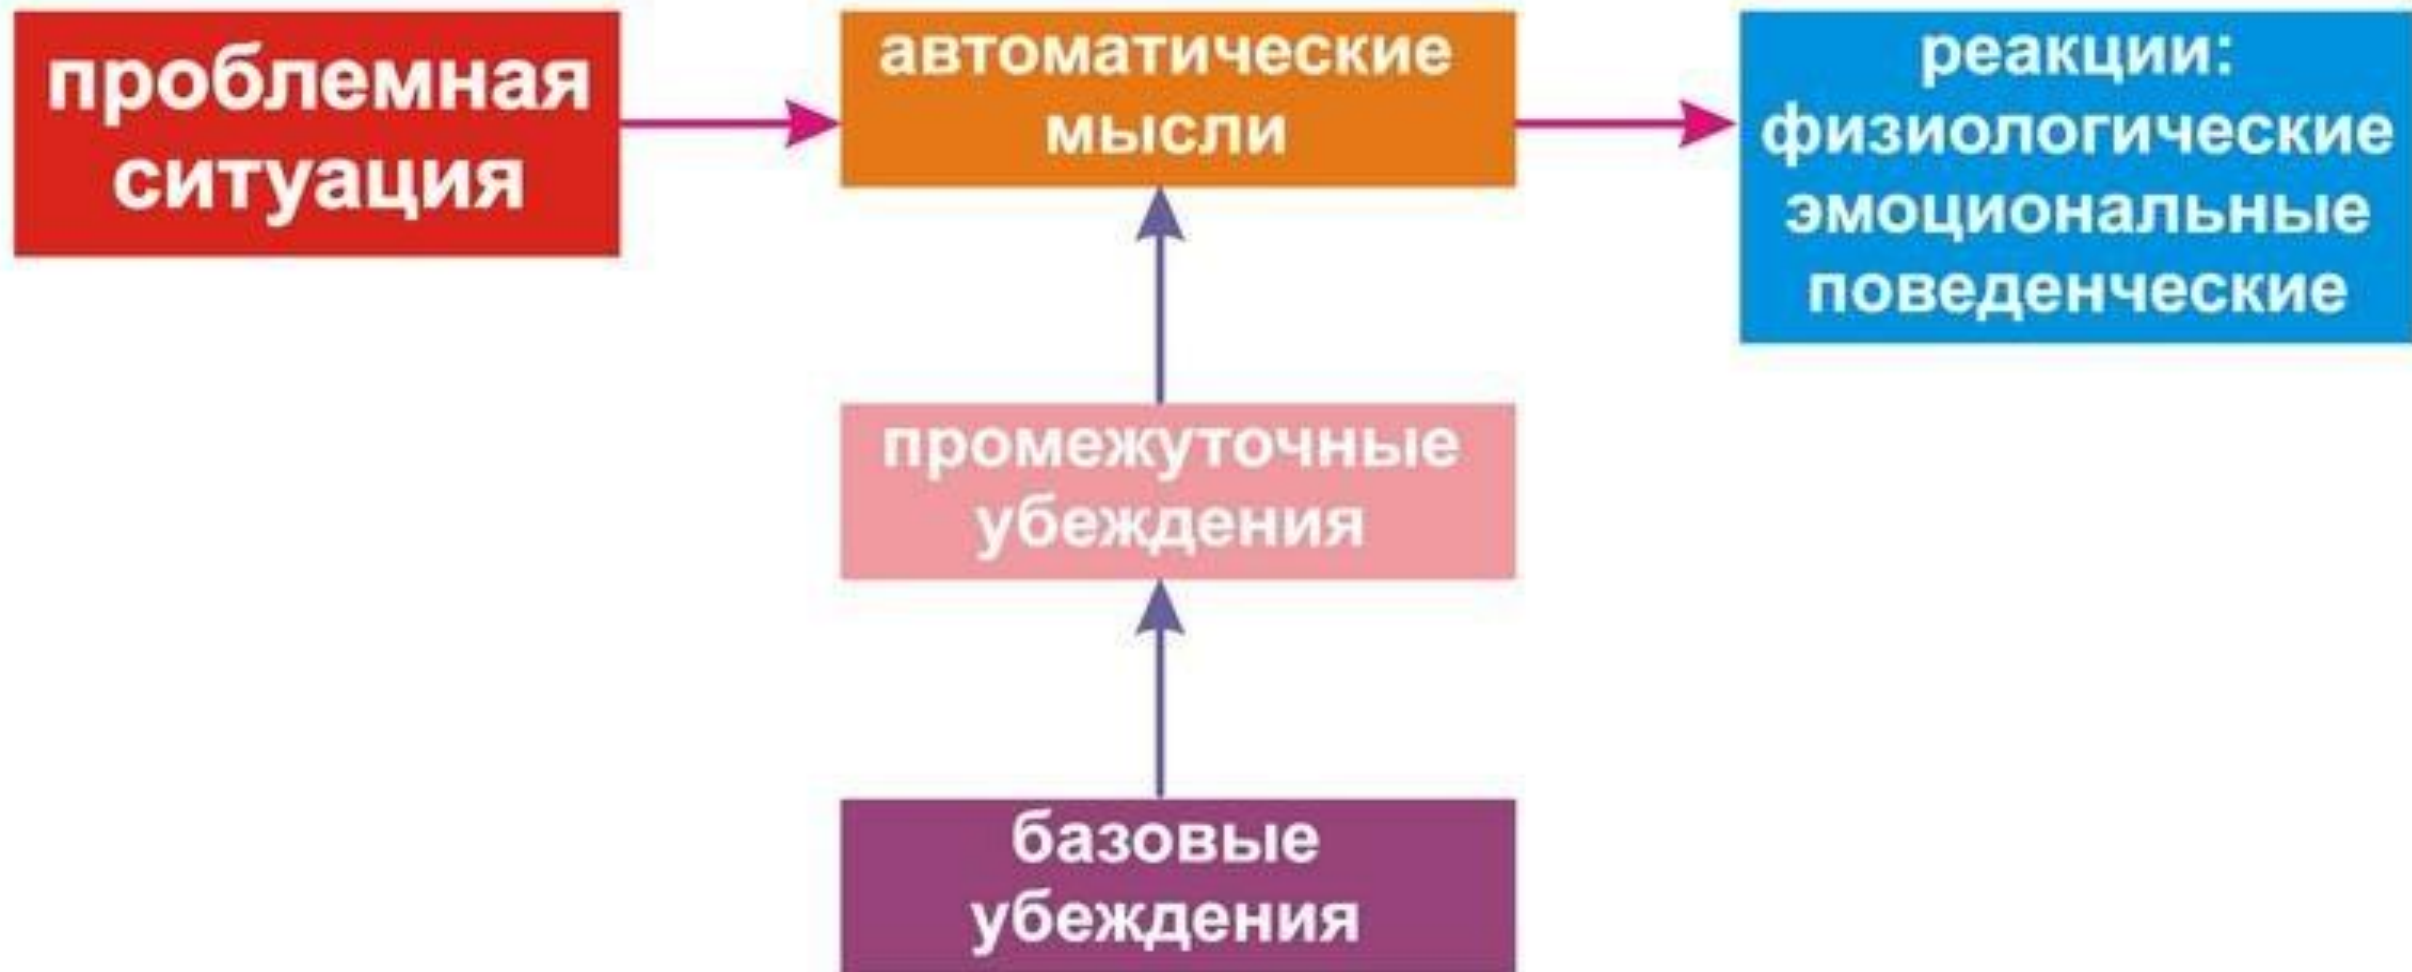 проблемная
ситуация
автоматические
мысли
реакции:
физиологические
эмоциональные
поведенческие
промежуточные
убеждения
базовые
убеждения